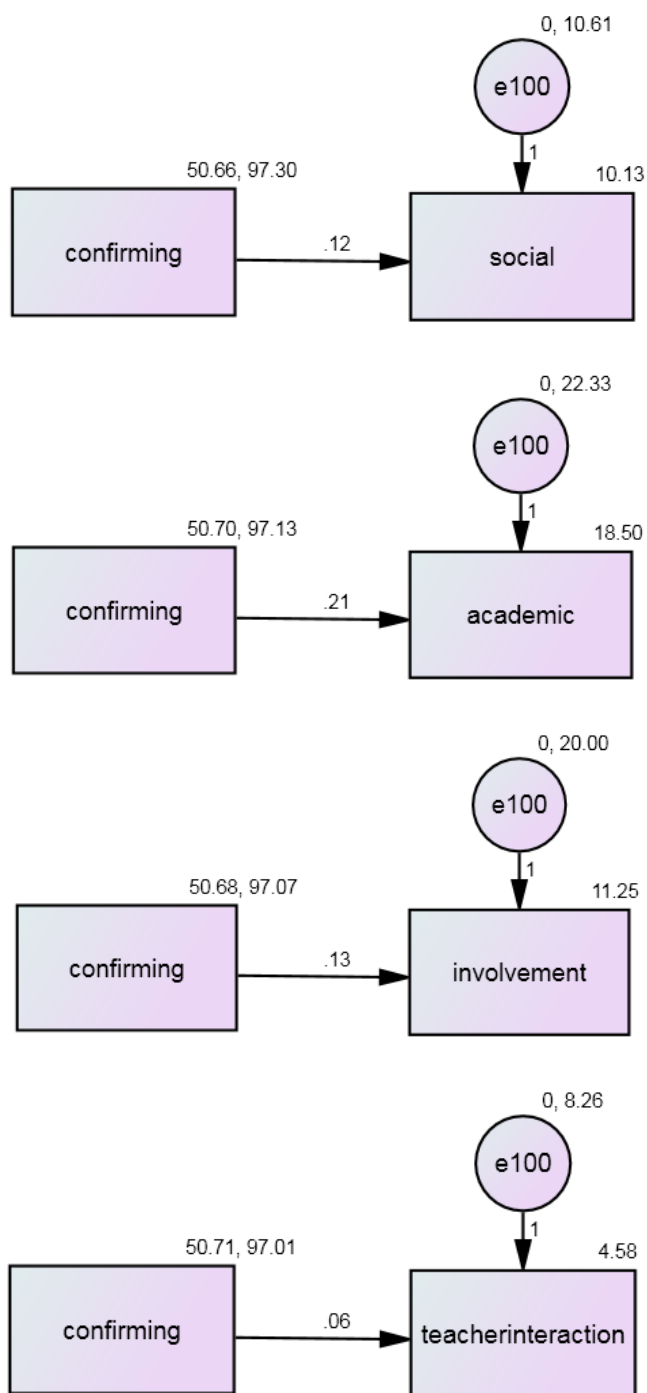 0, 10.61
e100
1
50.66, 97.30
10.13
confirming
.12
social
0, 22.33
e100
1
50.70, 97.13
18.50
confirming
.21
academic
0, 20.00
e100
1
50.68, 97.07
11.25
confirming
.13
involvement
0, 8.26
e100
1
50.71, 97.01
4.58
confirming
.06
teacherinteraction